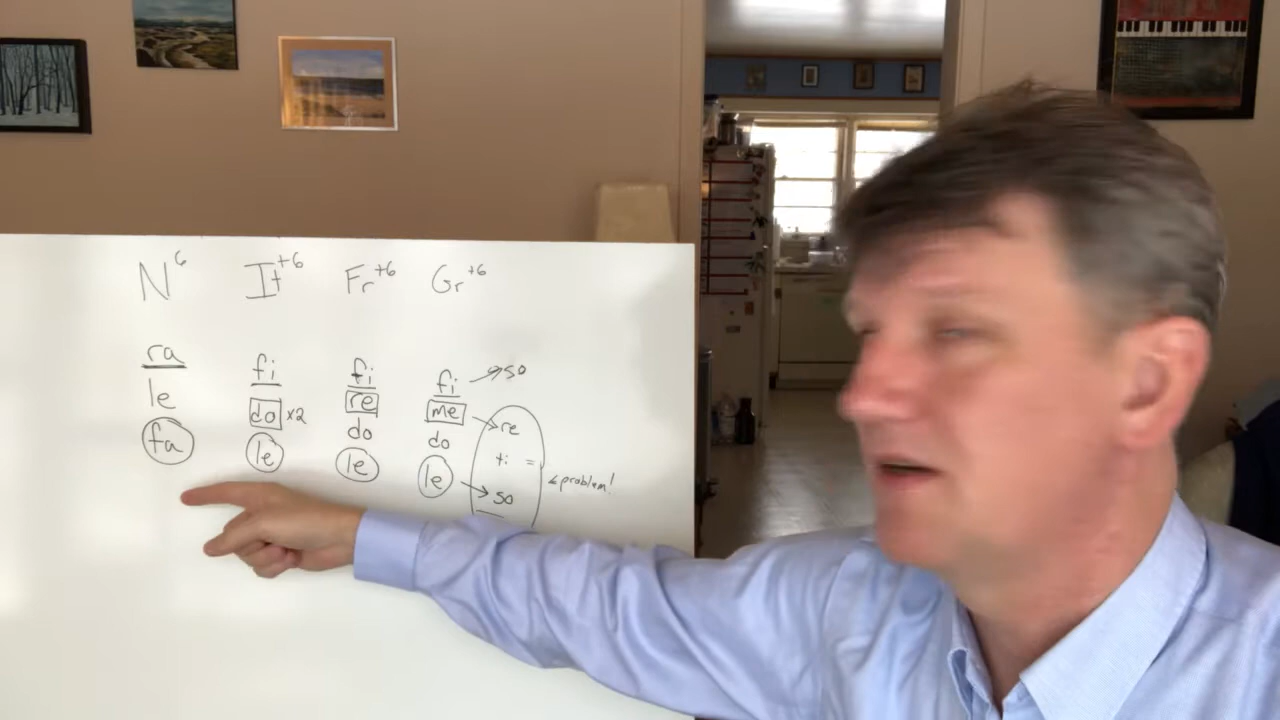 N⁶ It⁺⁶ Fr⁺⁶ Gr⁺⁶
ra
le
fa
fi
do x2
le
fi
re
do
le
fi → so
me → re
do ti =
le → so
← problem!